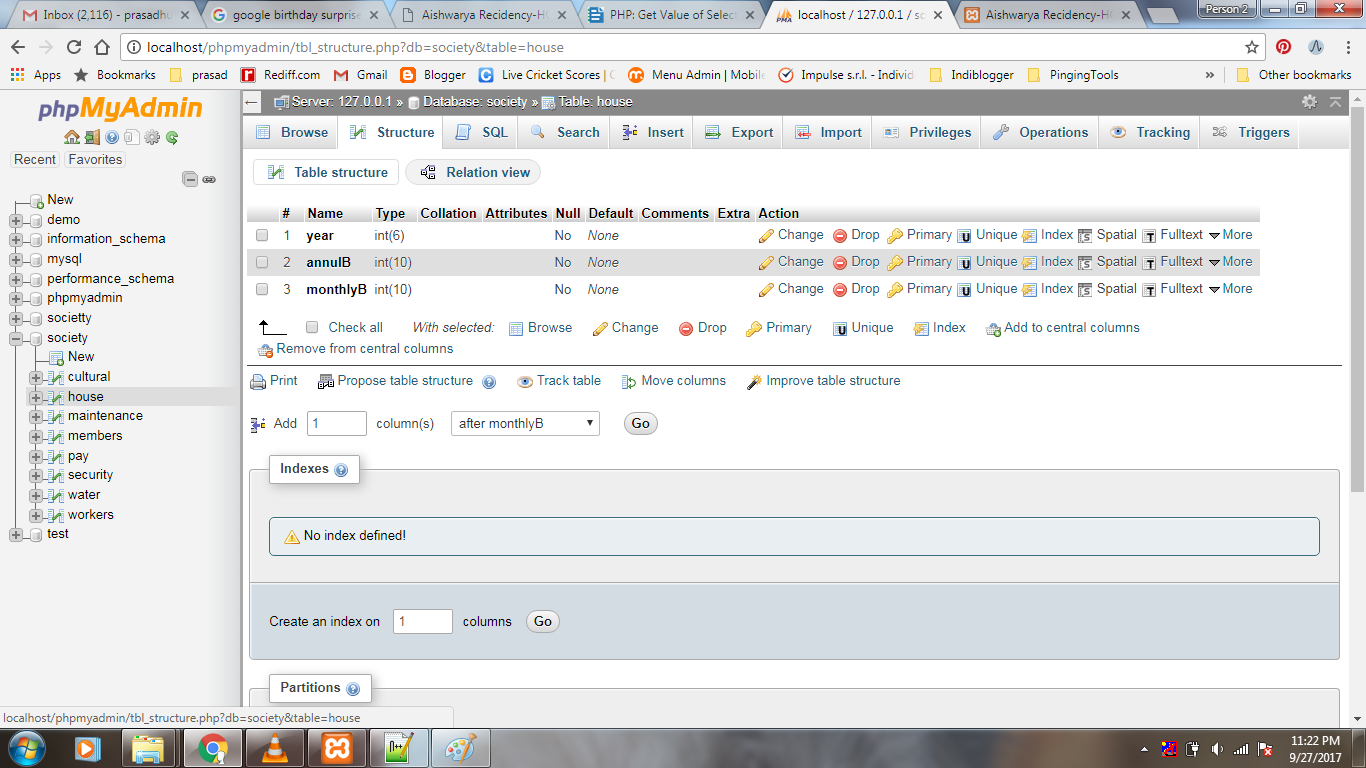 Inbox (2,116) - prasadhu google birthday surprise Aishwarya Recidency-H PHP: Get Value of Select localhost / 127.0.0.1 / so Aishwarya Recidency-H Person 2
localhost/phpmyadmin/tbl_structure.php?db=society&table=house
Apps Bookmarks prasad Rediff.com Gmail Blogger Live Cricket Scores | Menu Admin | Mobile Impulse s.r.l. - Individ Indiblogger PingingTools » Other bookmarks
phpMyAdmin
Recent Favorites
New
demo
information_schema
mysql
performance_schema
phpmyadmin
societty
society
New
cultural
house
maintenance
members
pay
security
water
workers
test
Server: 127.0.0.1 » Database: society » Table: house
Browse Structure SQL Search Insert Export Import Privileges Operations Tracking Triggers
Table structure Relation view
# Name Type Collation Attributes Null Default Comments Extra Action
1 year int(6) No None Change Drop Primary Unique Index Spatial Fulltext More
2 annulB int(10) No None Change Drop Primary Unique Index Spatial Fulltext More
3 monthlyB int(10) No None Change Drop Primary Unique Index Spatial Fulltext More
Check all With selected: Browse Change Drop Primary Unique Index Add to central columns
Remove from central columns
Print Propose table structure Track table Move columns Improve table structure
Add 1 column(s) after monthlyB Go
Indexes
No index defined!
Create an index on 1 columns Go
Partitions
localhost/phpmyadmin/tbl_structure.php?db=society&table=house
11:22 PM
9/27/2017